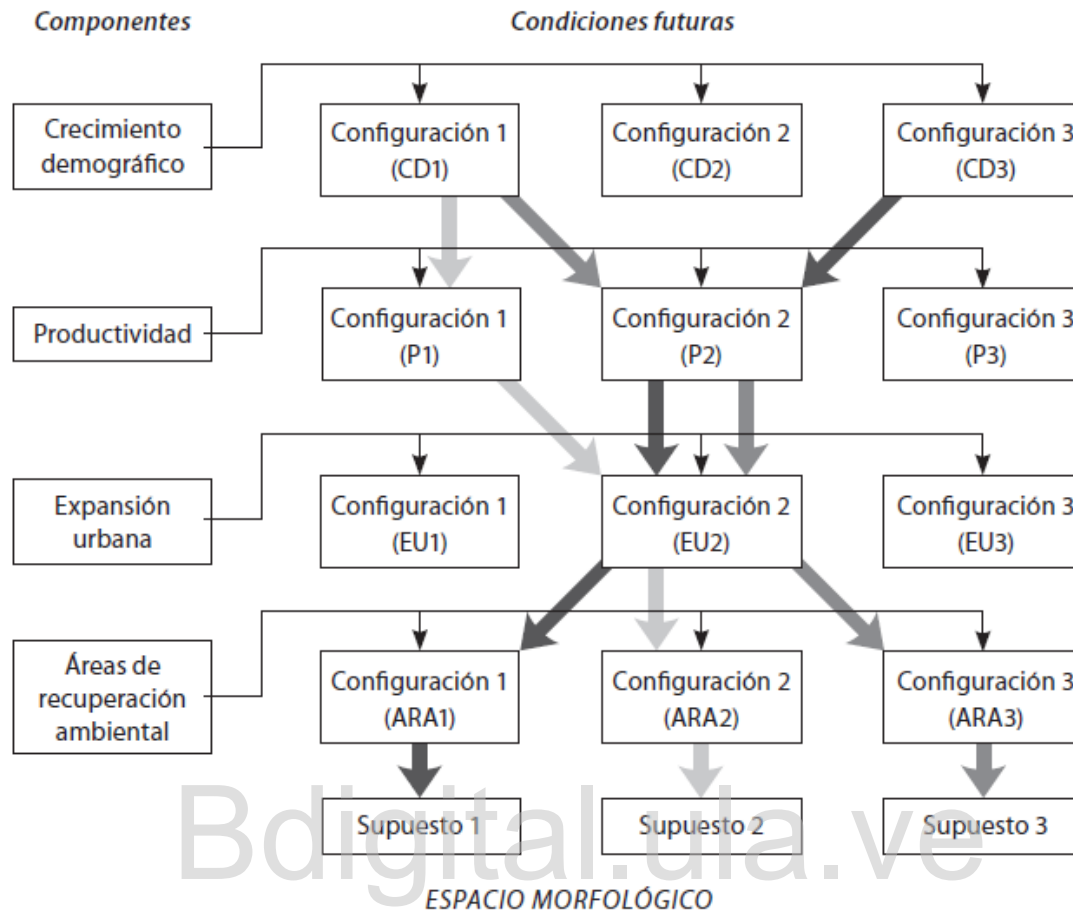 Componentes
Condiciones futuras
Crecimiento
demográfico
Configuración 1
(CD1)
Configuración 2
(CD2)
Configuración 3
(CD3)
Productividad
Configuración 1
(P1)
Configuración 2
(P2)
Configuración 3
(P3)
Expansión
urbana
Configuración 1
(EU1)
Configuración 2
(EU2)
Configuración 3
(EU3)
Áreas de
recuperación
ambiental
Configuración 1
(ARA1)
Configuración 2
(ARA2)
Configuración 3
(ARA3)
Supuesto 1
Supuesto 2
Supuesto 3
Bdigital.ula.ve
ESPACIO MORFOLÓGICO